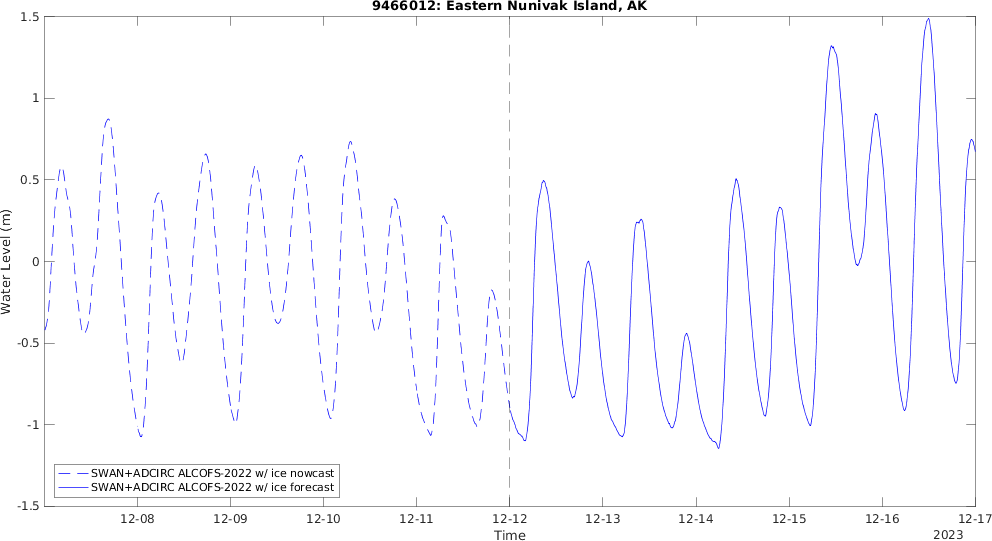 9466012: Eastern Nunivak Island, AK
1.5
1
0.5
0
-0.5
-1
-1.5
Water Level (m)
SWAN+ADCIRC ALCOFS-2022 w/ ice nowcast
SWAN+ADCIRC ALCOFS-2022 w/ ice forecast
12-08 12-09 12-10 12-11 12-12 12-13 12-14 12-15 12-16 12-17
Time
2023